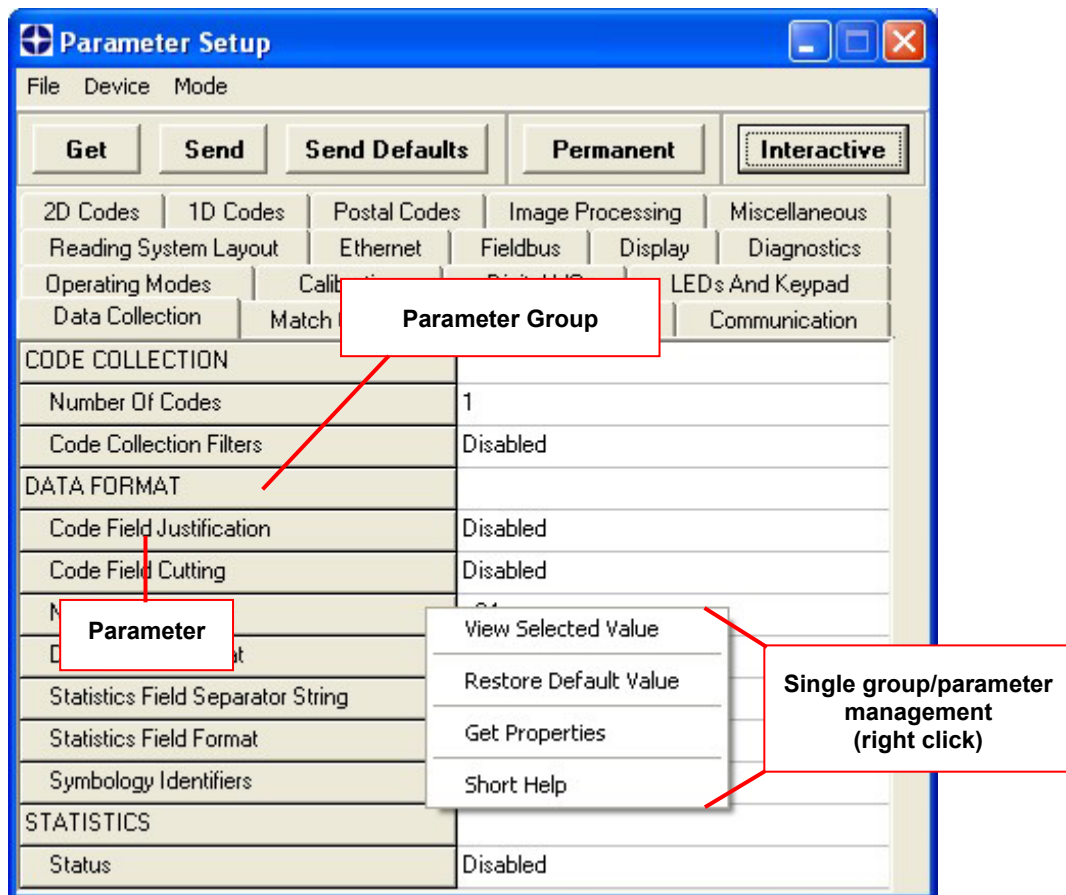 Parameter Setup
File Device Mode
Get Send Send Defaults Permanent Interactive
2D Codes 1D Codes Postal Codes Image Processing Miscellaneous
Reading System Layout Ethernet Fieldbus Display Diagnostics
Operating Modes LEDs And Keypad
Data Collection Match Communication
Parameter Group
CODE COLLECTION
Number Of Codes 1
Code Collection Filters Disabled
DATA FORMAT
Code Field Justification Disabled
Code Field Cutting Disabled
Parameter
View Selected Value
Restore Default Value
Get Properties
Short Help
Single group/parameter
management
(right click)
Statistics Field Separator String
Statistics Field Format
Symbology Identifiers
STATISTICS
Status Disabled